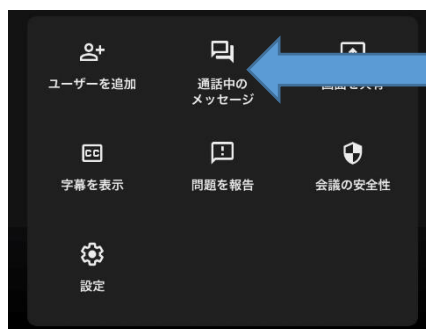 ユーザーを追加
通話中の
メッセージ
CC
字幕を表示
問題を報告
会議の安全性
設定